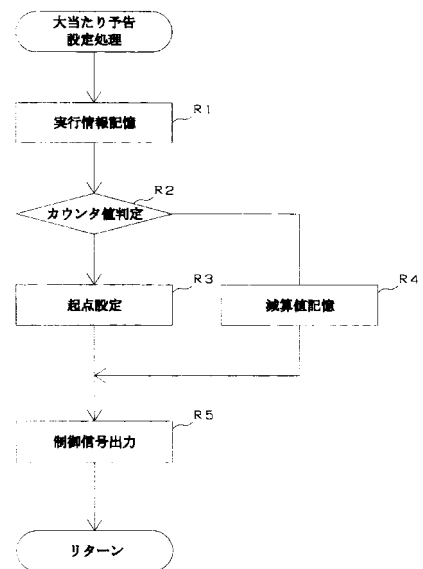 大当たり予告
設定処理
R1
実行情報記憶
R2
カウンタ値判定
R3
起点設定
R4
減算値記憶
R5
制御信号出力
リターン